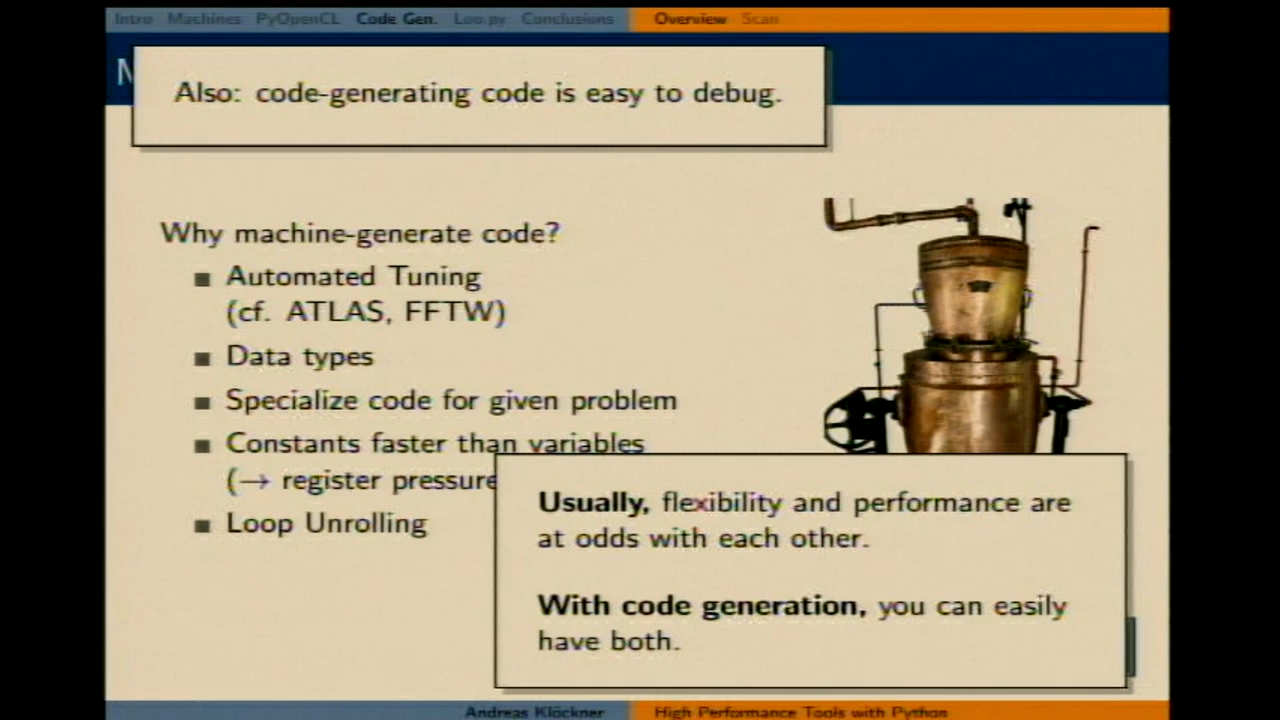 Intro Machines PyOpenCL Code Gen. Loo.py Conclusions Overview Scan
Also: code-generating code is easy to debug.
Why machine-generate code?
Automated Tuning
(cf. ATLAS, FFTW)
Data types
Specialize code for given problem
Constants faster than variables
(→ register pressure
Loop Unrolling
Usually, flexibility and performance are
at odds with each other.
With code generation, you can easily
have both.
Andreas Klöckner High Performance Tools with Python